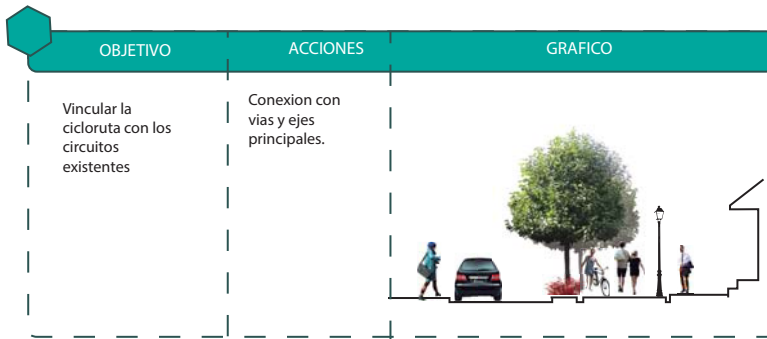 OBJETIVO
ACCIONES
GRAFICO
Vincular la
cicloruta con los
circuitos
existentes
Conexion con
vias y ejes
principales.